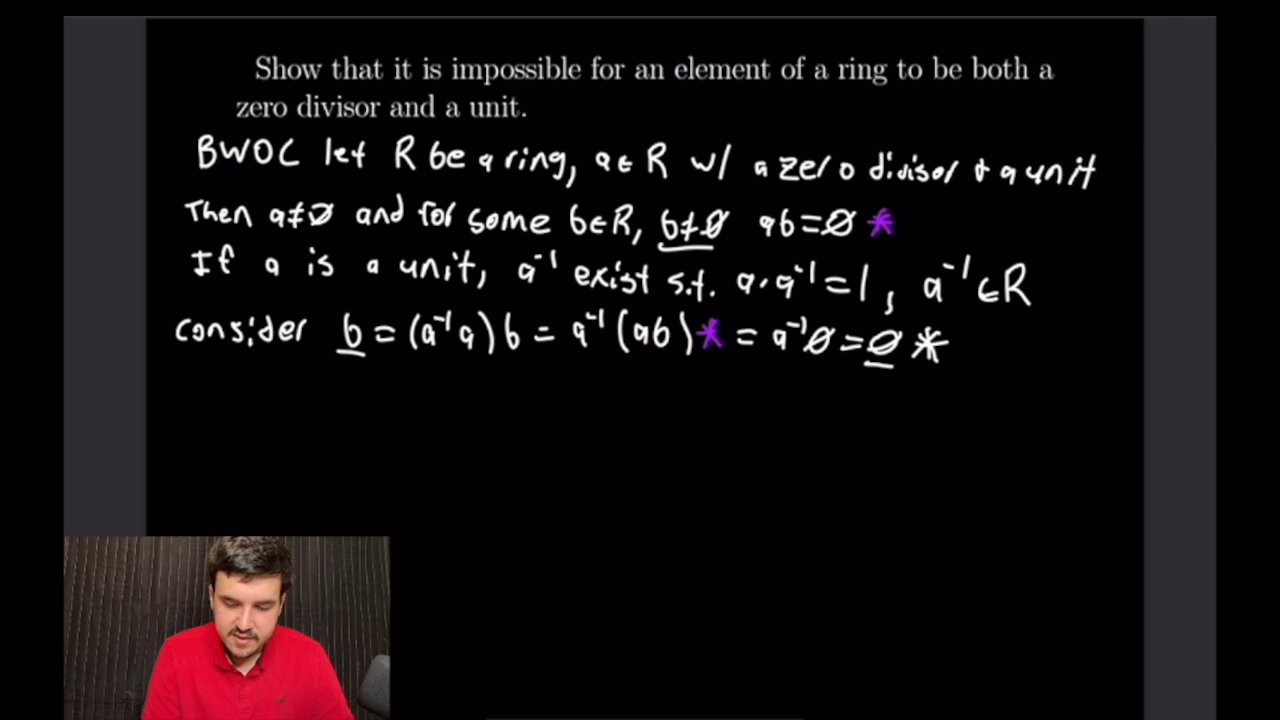 Show that it is impossible for an element of a ring to be both a
zero divisor and a unit.
BWOC let R be a ring, a ∈ R w/ a zero divisor + a unit
Then a≠0 and for some b∈R, b≠0 ab=0 *
If a is a unit, a⁻¹ exist s.t. a·a⁻¹=1, a⁻¹∈R
consider b = (a⁻¹a)b = a⁻¹(ab)* = a⁻¹0=0 *